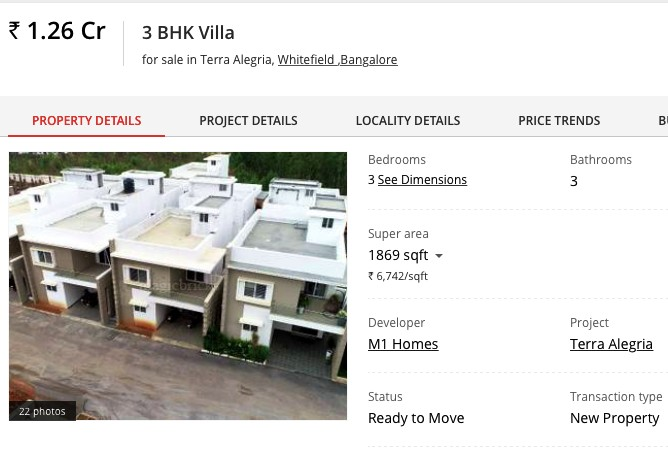 ₹ 1.26 Cr
3 BHK Villa
for sale in Terra Alegria, Whitefield ,Bangalore
PROPERTY DETAILS
PROJECT DETAILS
LOCALITY DETAILS
PRICE TRENDS
Bedrooms
3 See Dimensions
Bathrooms
3
Super area
1869 sqft
₹ 6,742/sqft
Developer
M1 Homes
Project
Terra Alegria
Status
Ready to Move
Transaction type
New Property
22 photos